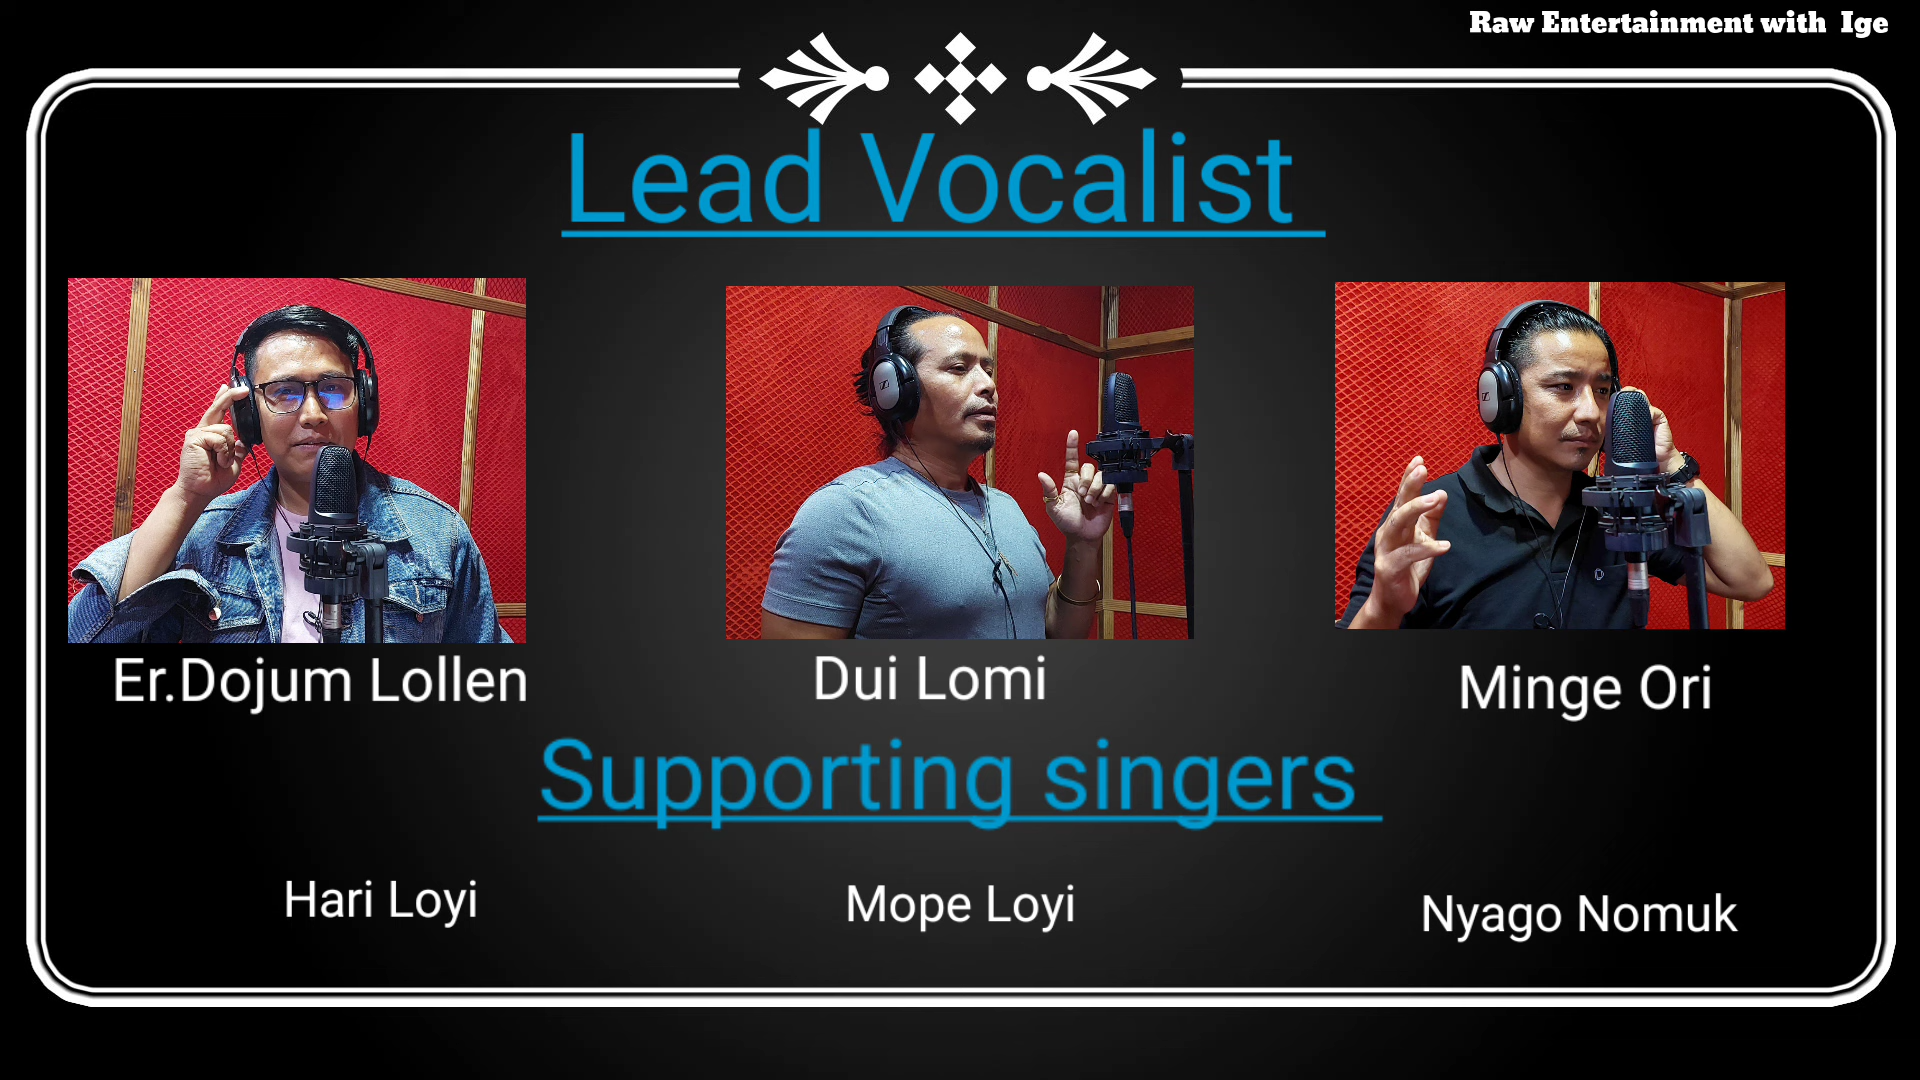 Raw Entertainment with Ige
Lead Vocalist
Er.Dojum Lollen
Dui Lomi
Minge Ori
Supporting singers
Hari Loyi
Mope Loyi
Nyago Nomuk